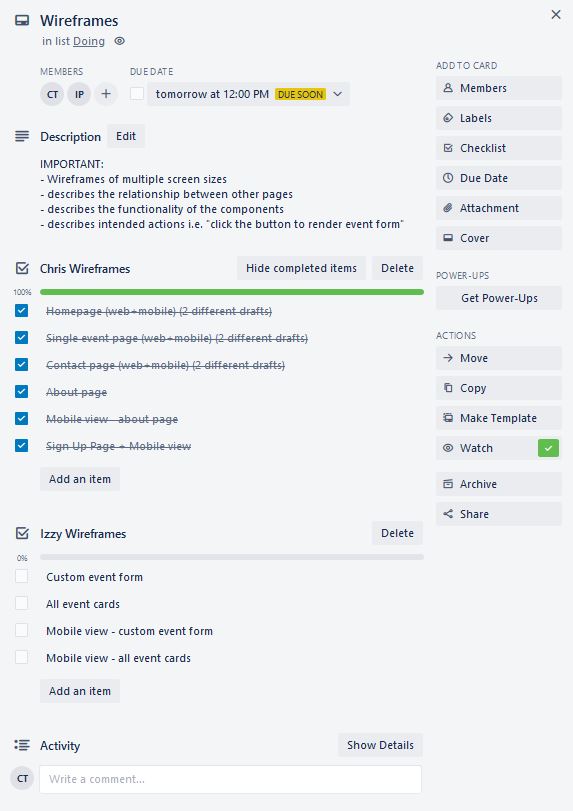 Wireframes
in list Doing
MEMBERS
CT IP +
DUE DATE
tomorrow at 12:00 PM DUE SOON
Description Edit
IMPORTANT:
- Wireframes of multiple screen sizes
- describes the relationship between other pages
- describes the functionality of the components
- describes intended actions i.e. "click the button to render event form"
Chris Wireframes Hide completed items Delete
100%
Homepage (web+mobile) (2 different drafts)
Single event page (web+mobile) (2 different drafts)
Contact page (web+mobile) (2 different drafts)
About page
Mobile view - about page
Sign Up Page + Mobile view
Add an item
Izzy Wireframes Delete
0%
Custom event form
All event cards
Mobile view - custom event form
Mobile view - all event cards
Add an item
Activity Show Details
CT Write a comment...
ADD TO CARD
Members
Labels
Checklist
Due Date
Attachment
Cover
POWER-UPS
Get Power-Ups
ACTIONS
Move
Copy
Make Template
Watch
Archive
Share